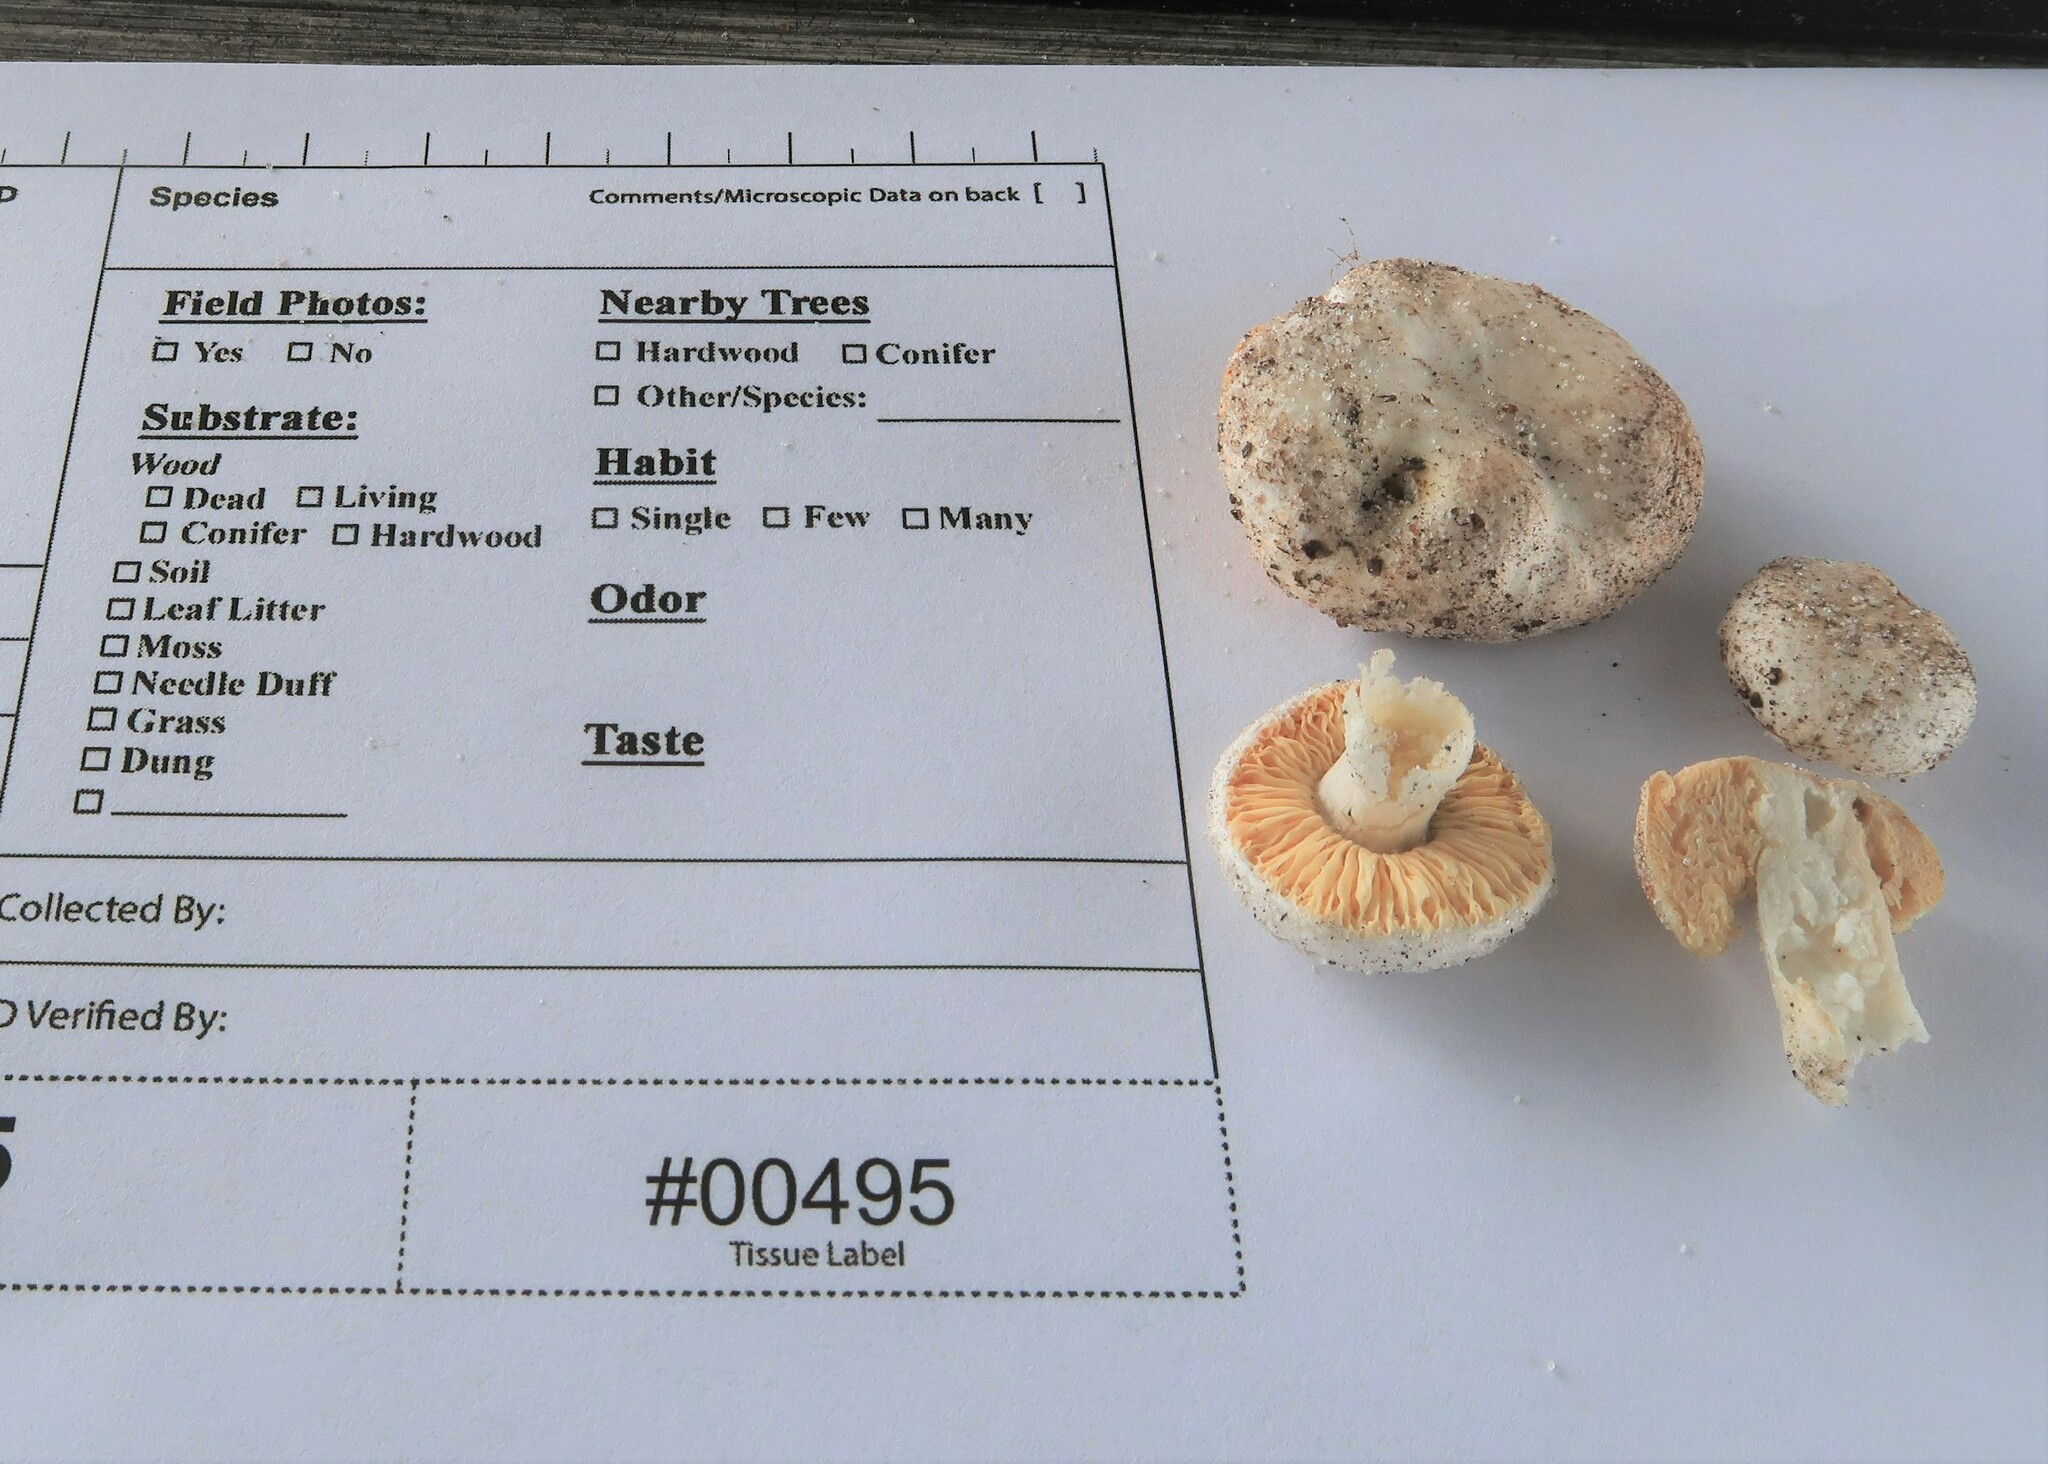 Species
Comments/Microscopic Data on back [ ]
Field Photos:
Yes No
Substrate:
Wood
Dead Living
Conifer Hardwood
Soil
Leaf Litter
Moss
Needle Duff
Grass
Dung
Nearby Trees
Hardwood Conifer
Other/Species:
Habit
Single Few Many
Odor
Taste
Collected By:
Verified By:
#00495
Tissue Label